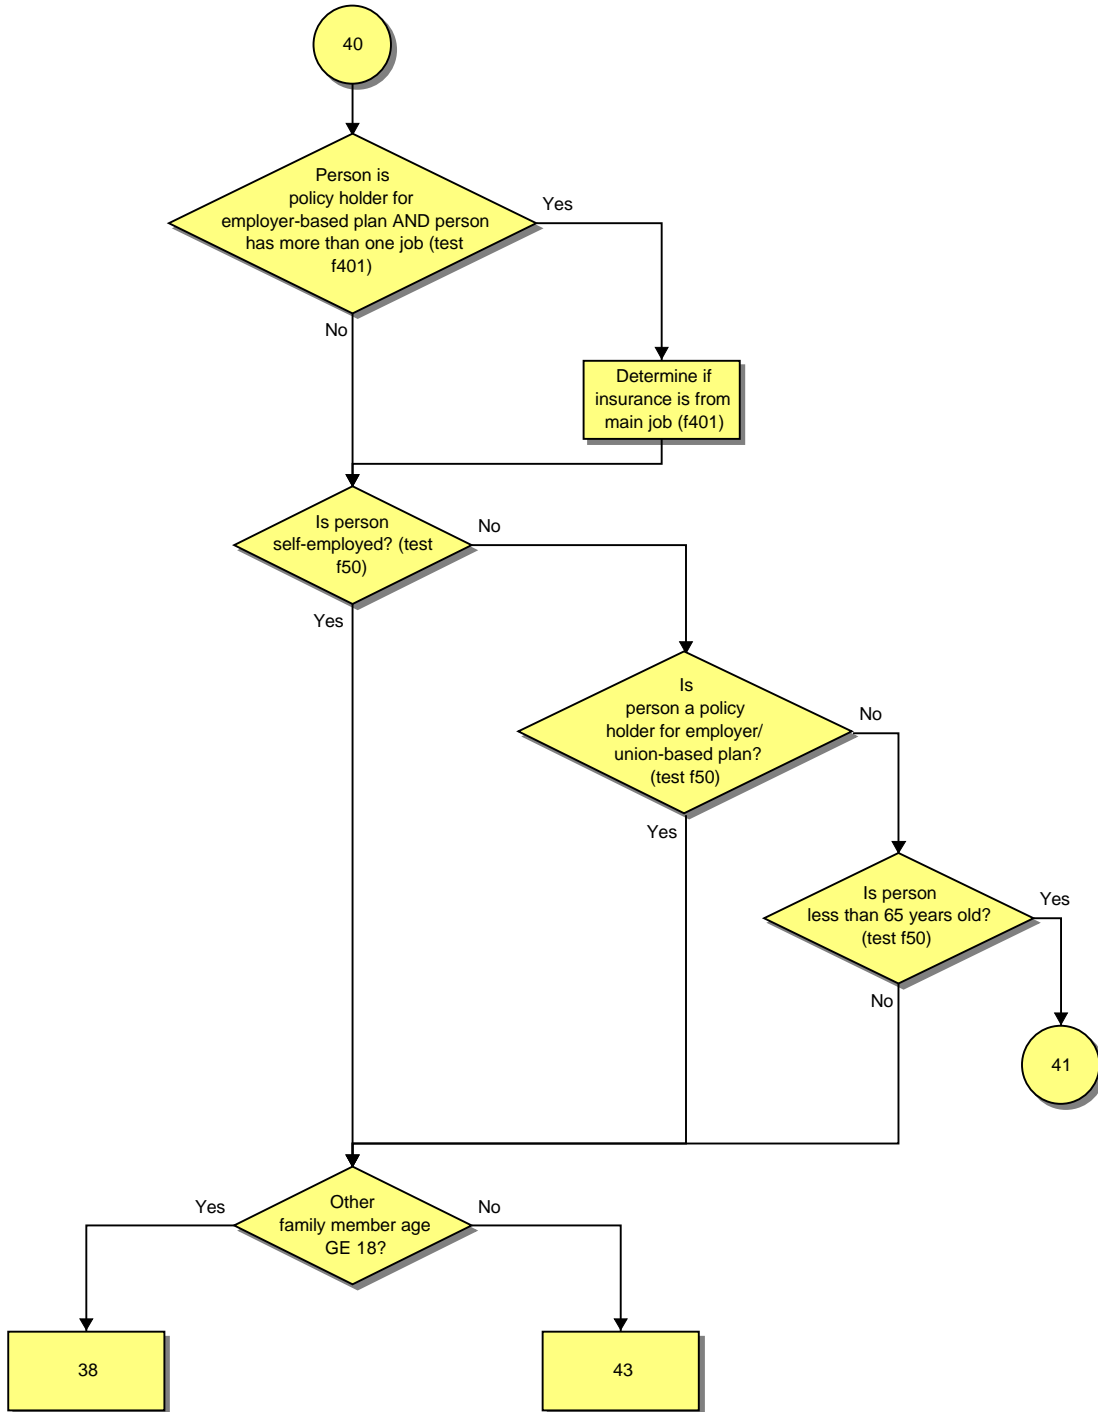 40
Person is
policy holder for
employer-based plan AND person
has more than one job (test
f401)
Yes
No
Determine if
insurance is from
main job (f401)
Is person
self-employed? (test
f50)
No
Yes
Is
person a policy
holder for employer/
union-based plan?
(test f50)
No
Yes
Is person
less than 65 years old?
(test f50)
Yes
No
41
Other
family member age
GE 18?
Yes
No
38
43